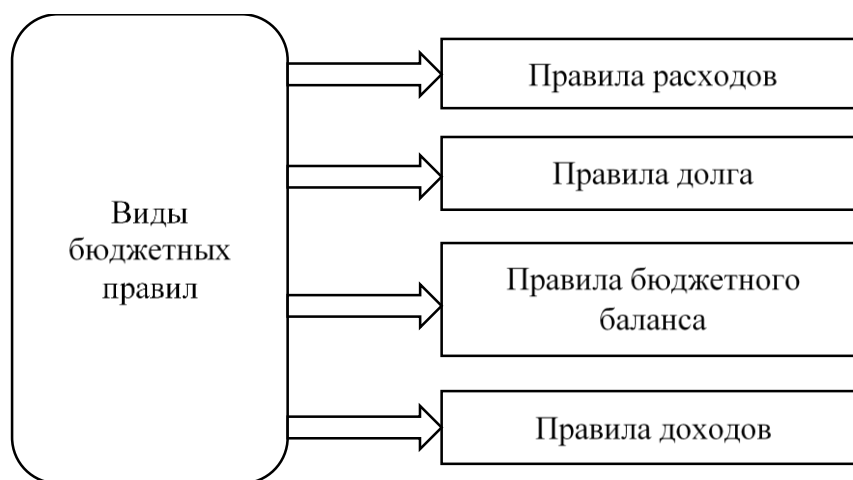 Виды
бюджетных
правил
Правила расходов
Правила долга
Правила бюджетного
баланса
Правила доходов